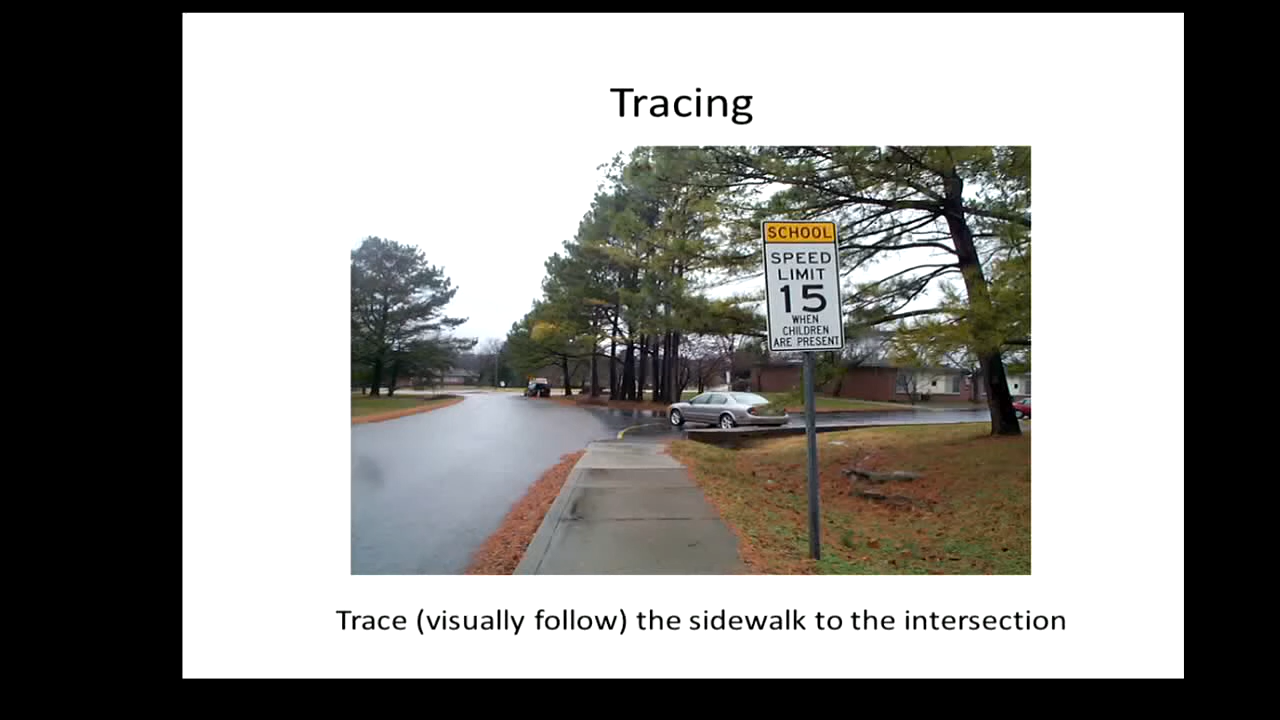 Tracing
SCHOOL
SPEED
LIMIT
15
WHEN
CHILDREN
ARE PRESENT
Trace (visually follow) the sidewalk to the intersection